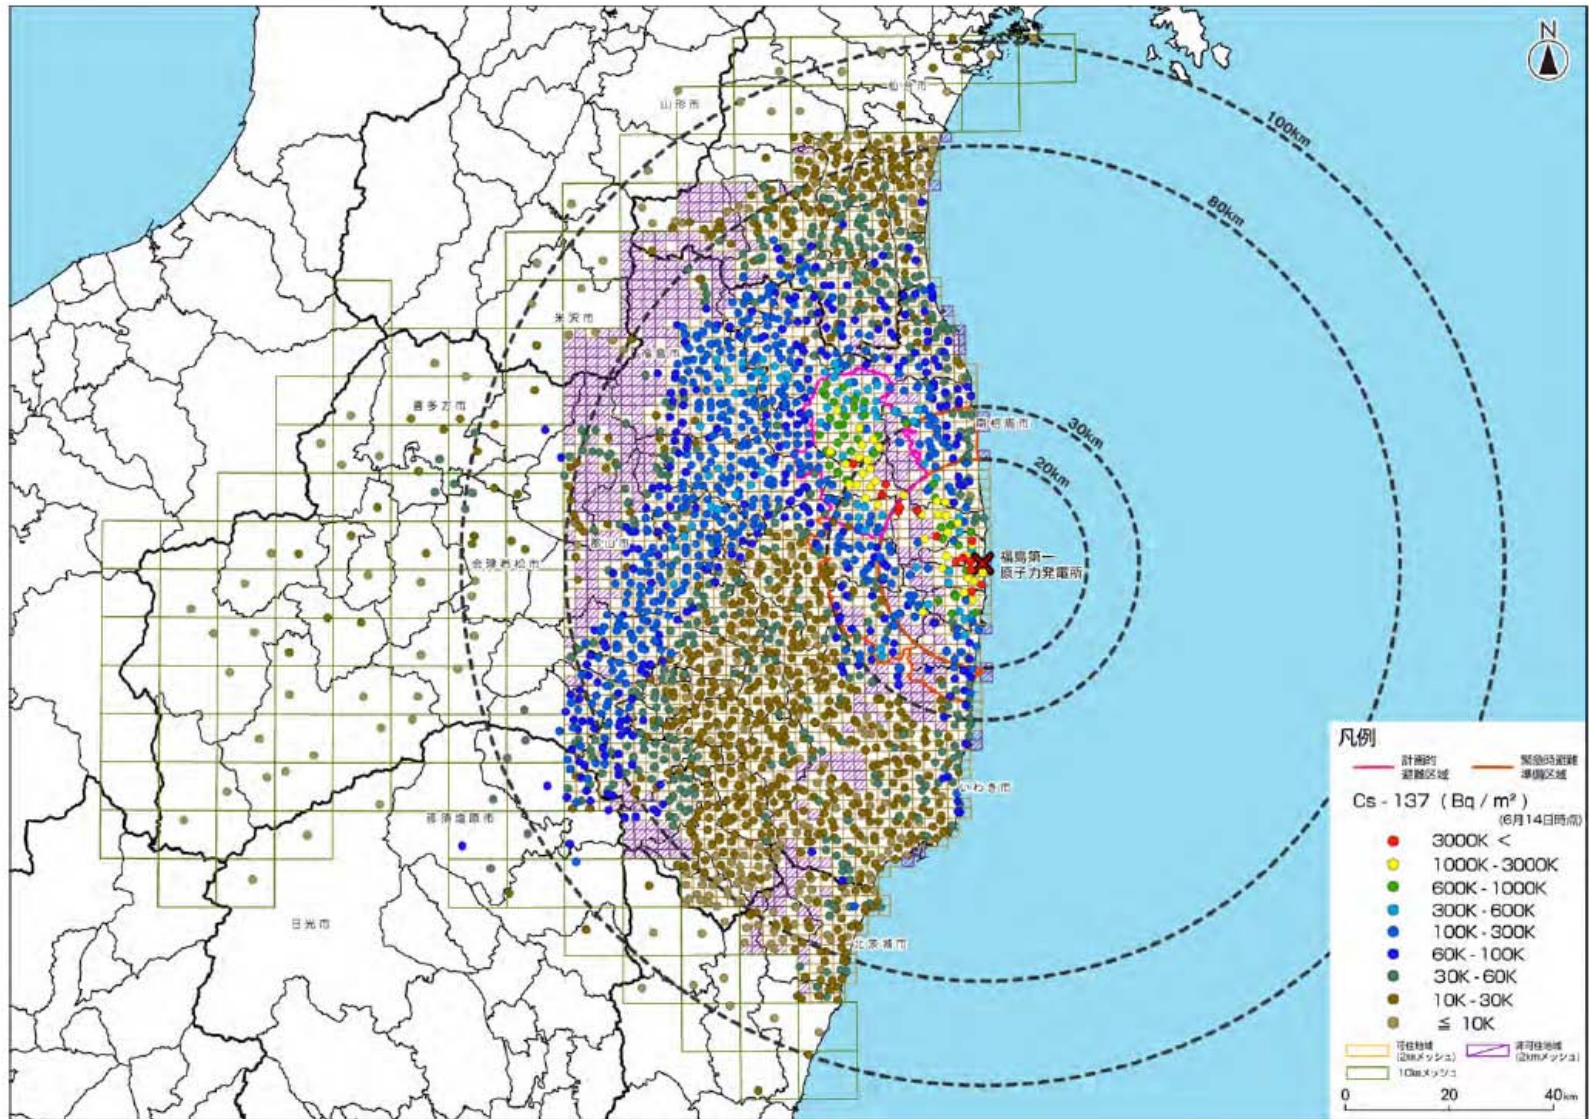 N
100km
80km
仙台市
山形市
米沢市
福島市
喜多方市
南相馬市
30km
20km
郡山市
会津若松市
福島第一
原子力発電所
いわき市
那須塩原市
日光市
北茨城市
凡例
計画的
避難区域
緊急時避難
準備区域
Cs - 137 ( Bq / m² )
(6月14日時点)
3000K <
1000K - 3000K
600K - 1000K
300K - 600K
100K - 300K
60K - 100K
30K - 60K
10K - 30K
≦ 10K
可住地域
(2kmメッシュ)
非可住地域
(2kmメッシュ)
10kmメッシュ
0 20 40km